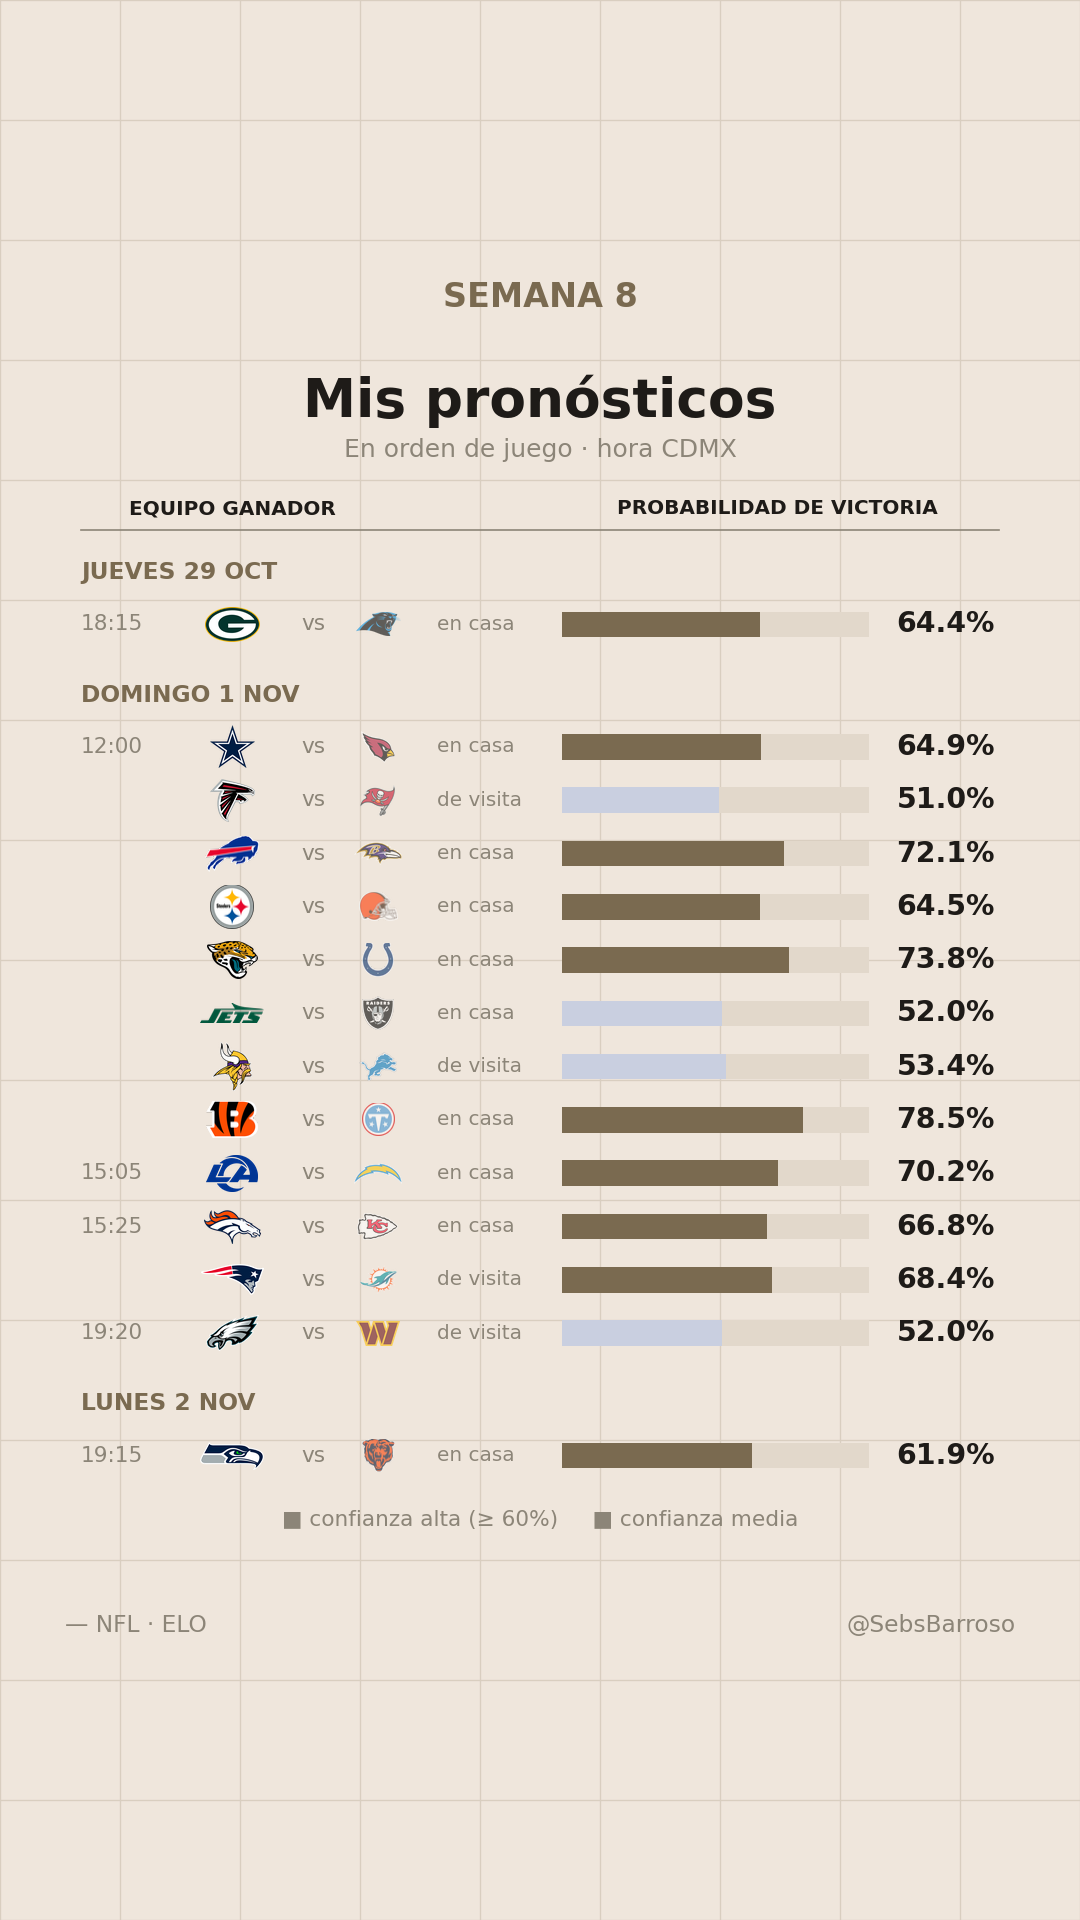 SEMANA 8
Mis pronósticos
En orden de juego · hora CDMX
EQUIPO GANADOR PROBABILIDAD DE VICTORIA
JUEVES 29 OCT
18:15 G vs en casa 64.4%
DOMINGO 1 NOV
12:00 vs en casa 64.9%
vs de visita 51.0%
vs en casa 72.1%
Steelers vs en casa 64.5%
vs en casa 73.8%
JETS vs RAIDERS en casa 52.0%
vs de visita 53.4%
B vs T en casa 78.5%
15:05 LA vs en casa 70.2%
15:25 vs KC en casa 66.8%
vs de visita 68.4%
19:20 vs W de visita 52.0%
LUNES 2 NOV
19:15 vs en casa 61.9%
■ confianza alta (≥ 60%) ■ confianza media
— NFL · ELO @SebsBarroso